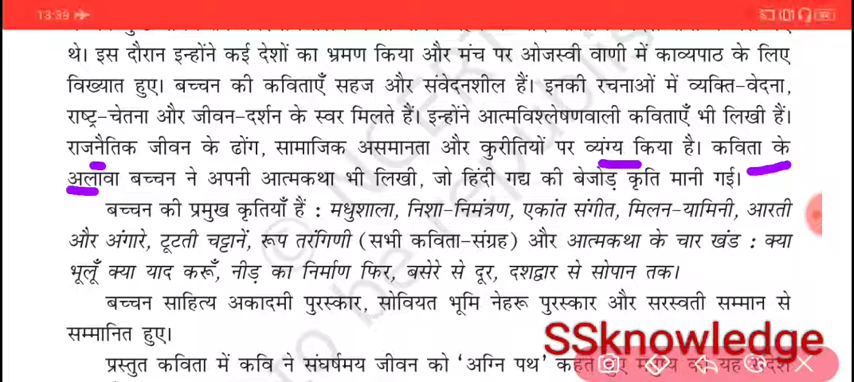 13:39
थे। इस दौरान इन्होंने कई देशों का भ्रमण किया और मंच पर ओजस्वी वाणी में काव्यपाठ के लिए
विख्यात हुए। बच्चन की कविताएँ सहज और संवेदनशील हैं। इनकी रचनाओं में व्यक्ति-वेदना,
राष्ट्र-चेतना और जीवन-दर्शन के स्वर मिलते हैं। इन्होंने आत्मविश्लेषणवाली कविताएँ भी लिखी हैं।
राजनैतिक जीवन के ढोंग, सामाजिक असमानता और कुरीतियों पर व्यंग्य किया है। कविता के
अलावा बच्चन ने अपनी आत्मकथा भी लिखी, जो हिंदी गद्य की बेजोड़ कृति मानी गई।
बच्चन की प्रमुख कृतियाँ हैं : मधुशाला, निशा-निमंत्रण, एकांत संगीत, मिलन-यामिनी, आरती
और अंगारे, टूटती चट्टानें, रूप तरंगिणी (सभी कविता-संग्रह) और आत्मकथा के चार खंड : क्या
भूलूँ क्या याद करूँ, नीड़ का निर्माण फिर, बसेरे से दूर, दशद्वार से सोपान तक।
बच्चन साहित्य अकादमी पुरस्कार, सोवियत भूमि नेहरू पुरस्कार और सरस्वती सम्मान से
सम्मानित हुए।
SSknowledge
प्रस्तुत कविता में कवि ने संघर्षमय जीवन को 'अग्नि पथ' कहते हुए